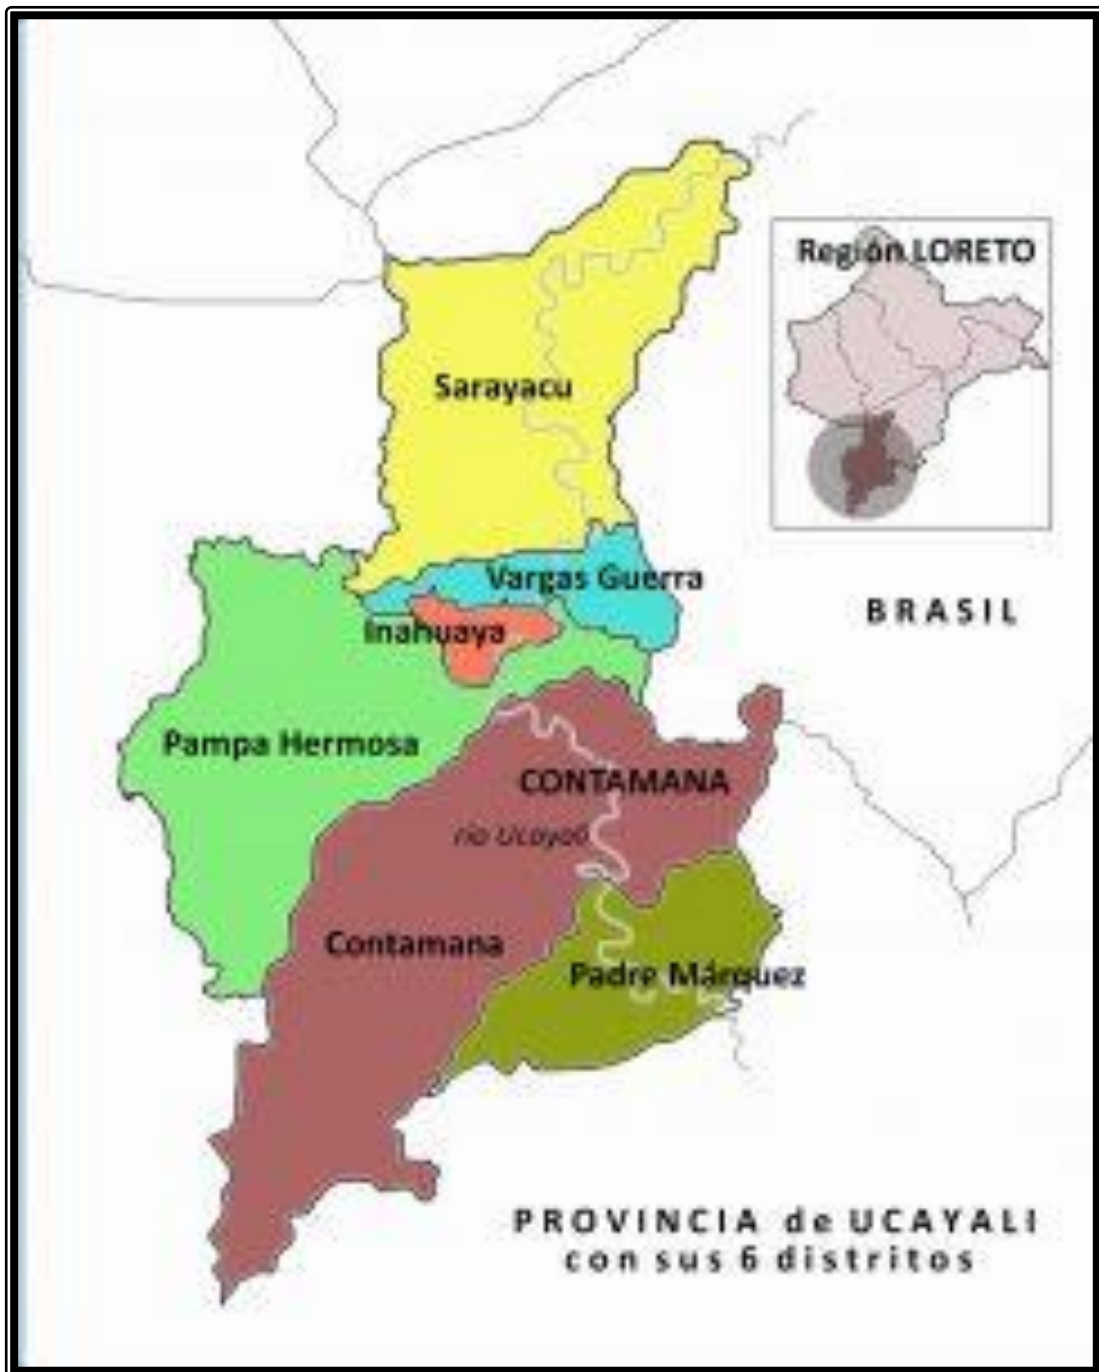 Región LORETO
Sarayacu
Vargas Guerra
BRASIL
Inahuaya
Pampa Hermosa
CONTAMANA
río Ucayali
Contamana
Padre Márquez
PROVINCIA de UCAYALI
con sus 6 distritos